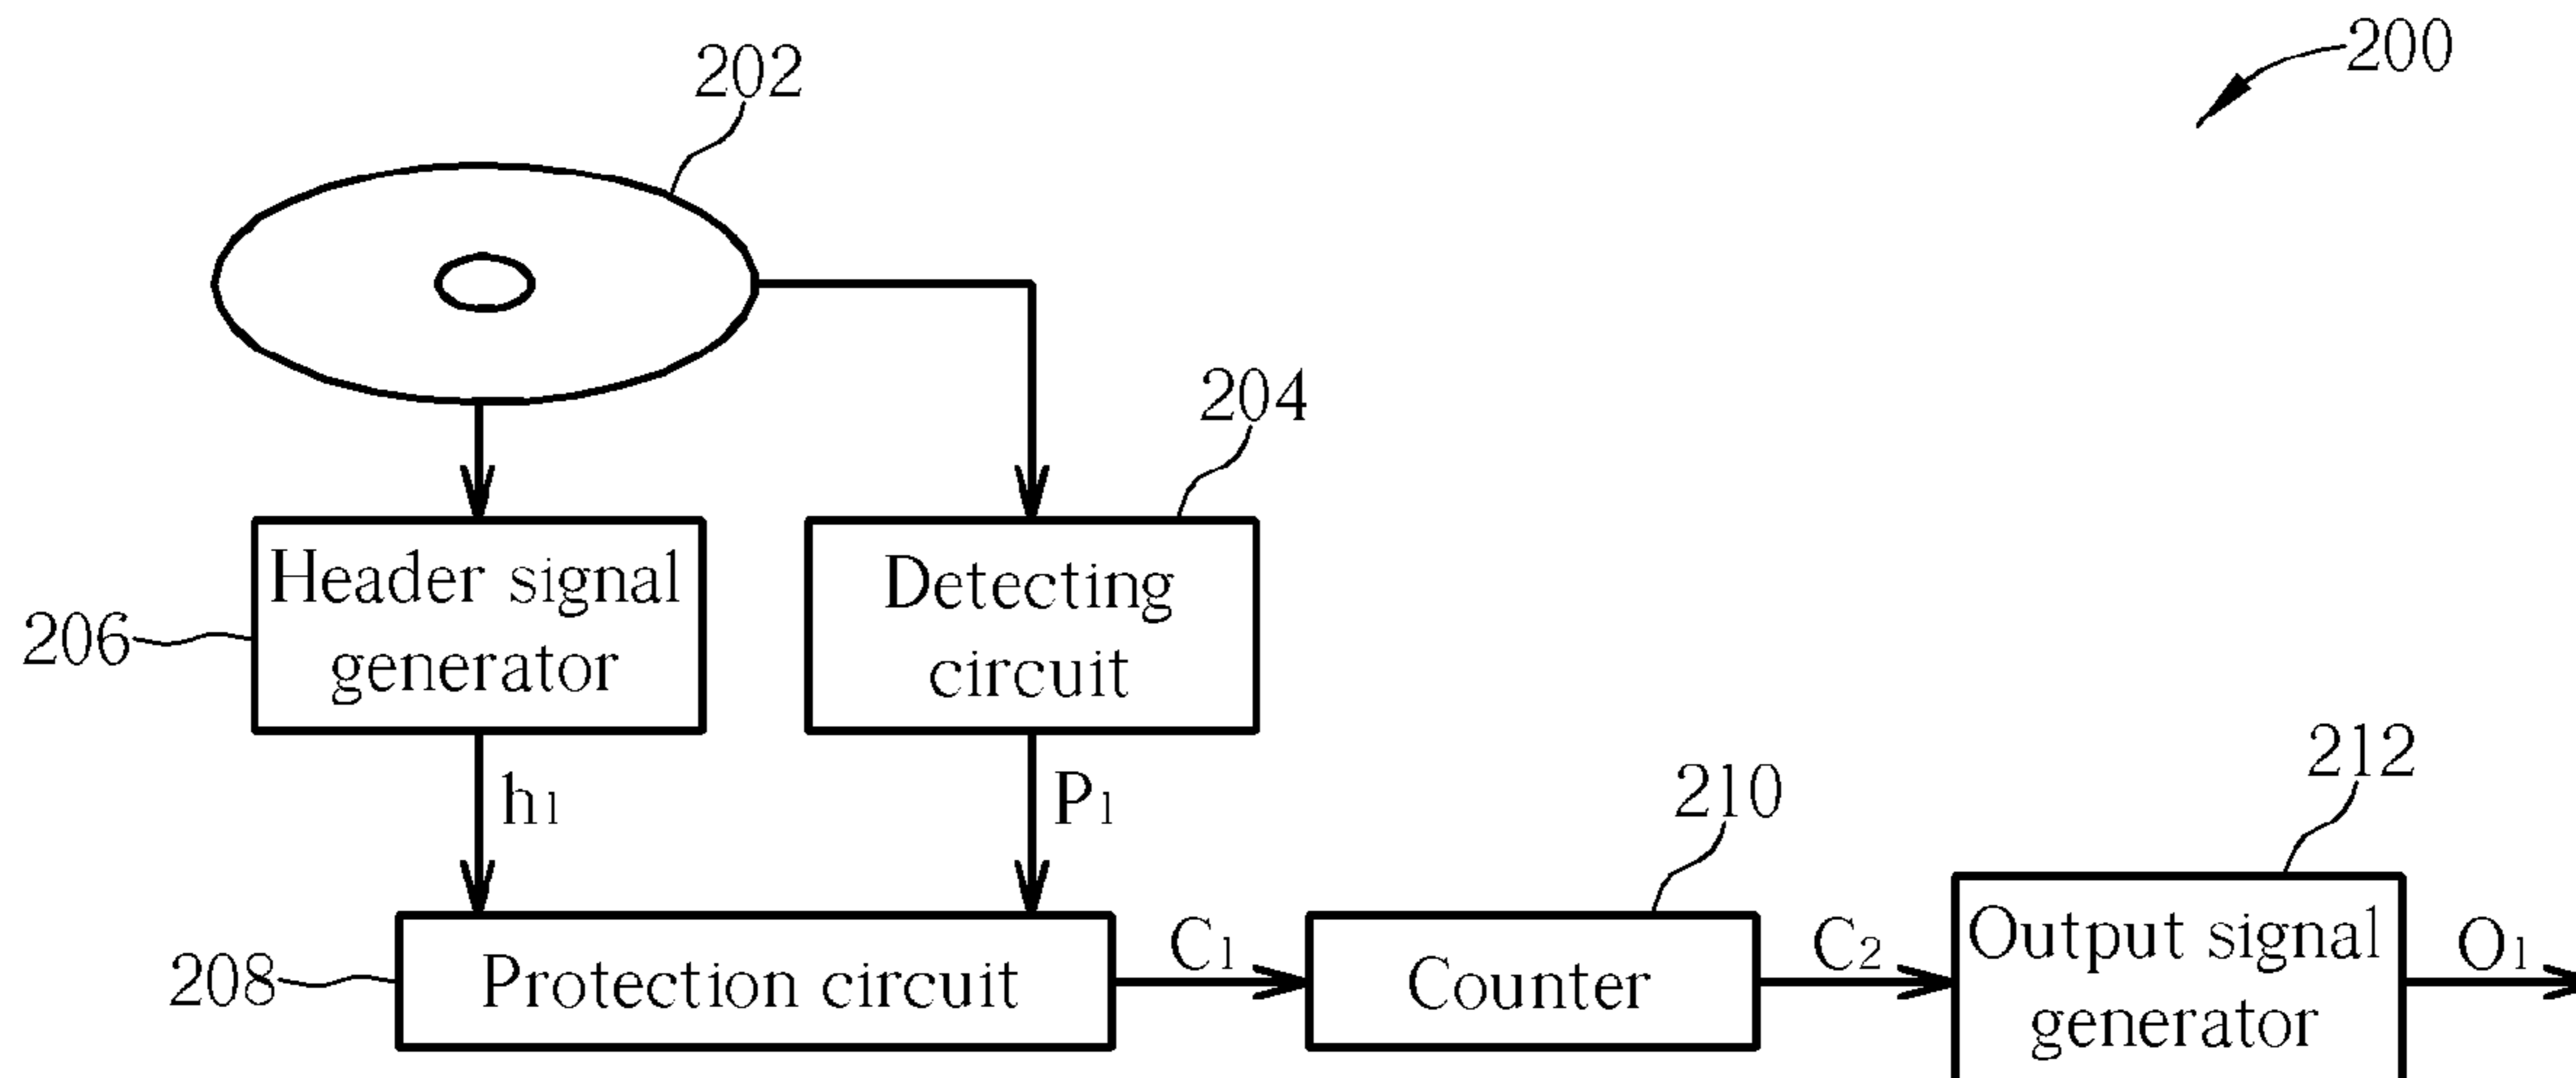 200
202
204
Header signal
generator
206
Detecting
circuit
h1
P1
210
212
208
Protection circuit
C1
Counter
C2
Output signal
generator
O1